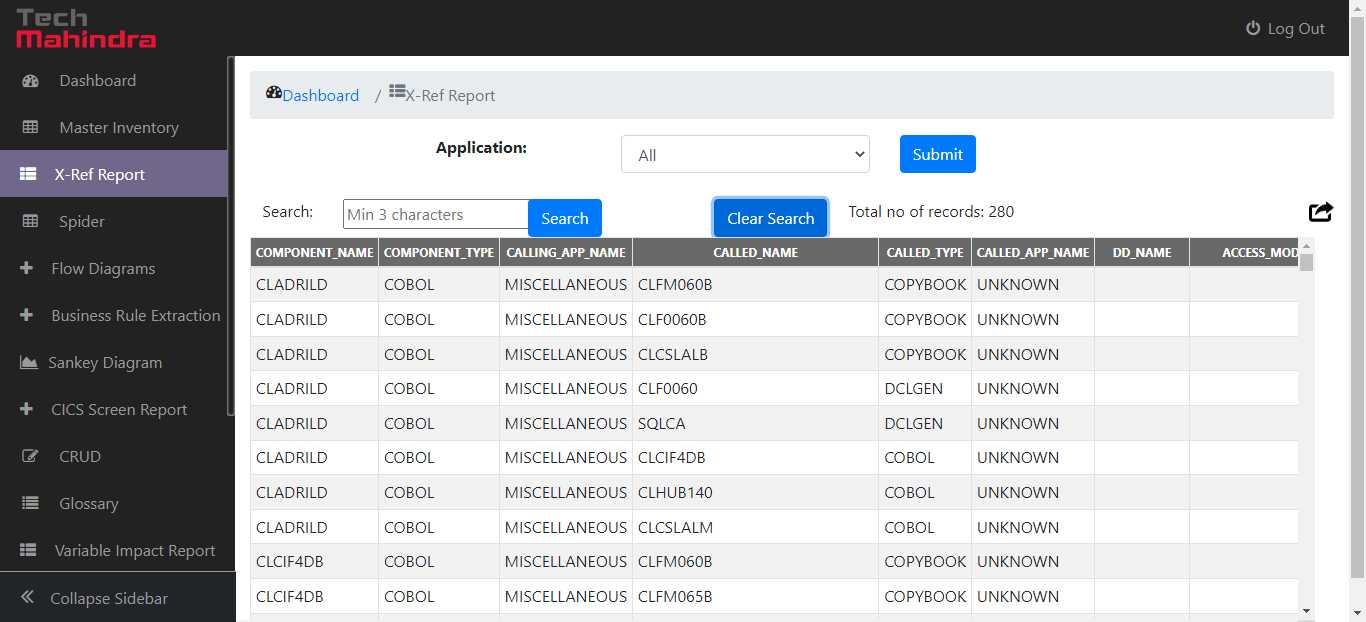 Tech
Mahindra
Log Out
Dashboard
Master Inventory
X-Ref Report
Spider
Flow Diagrams
Business Rule Extraction
Sankey Diagram
CICS Screen Report
CRUD
Glossary
Variable Impact Report
Collapse Sidebar
Dashboard / X-Ref Report
Application: All Submit
Search: Min 3 characters Search Clear Search Total no of records: 280
COMPONENT_NAME COMPONENT_TYPE CALLING_APP_NAME CALLED_NAME CALLED_TYPE CALLED_APP_NAME DD_NAME ACCESS_MOD
CLADRILD COBOL MISCELLANEOUS CLFM060B COPYBOOK UNKNOWN
CLADRILD COBOL MISCELLANEOUS CLF0060B COPYBOOK UNKNOWN
CLADRILD COBOL MISCELLANEOUS CLCSLALB COPYBOOK UNKNOWN
CLADRILD COBOL MISCELLANEOUS CLF0060 DCLGEN UNKNOWN
CLADRILD COBOL MISCELLANEOUS SQLCA DCLGEN UNKNOWN
CLADRILD COBOL MISCELLANEOUS CLCIF4DB COBOL UNKNOWN
CLADRILD COBOL MISCELLANEOUS CLHUB140 COBOL UNKNOWN
CLADRILD COBOL MISCELLANEOUS CLCSLALM COBOL UNKNOWN
CLCIF4DB COBOL MISCELLANEOUS CLFM060B COPYBOOK UNKNOWN
CLCIF4DB COBOL MISCELLANEOUS CLFM065B COPYBOOK UNKNOWN